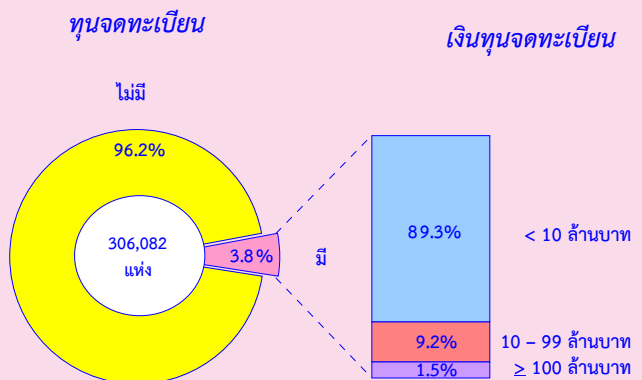 ทุนจดทะเบียน
เงินทุนจดทะเบียน
ไม่มี
96.2%
306,082
แห่ง
3.8%
มี
89.3%
< 10 ล้านบาท
9.2%
10 – 99 ล้านบาท
1.5%
≥ 100 ล้านบาท